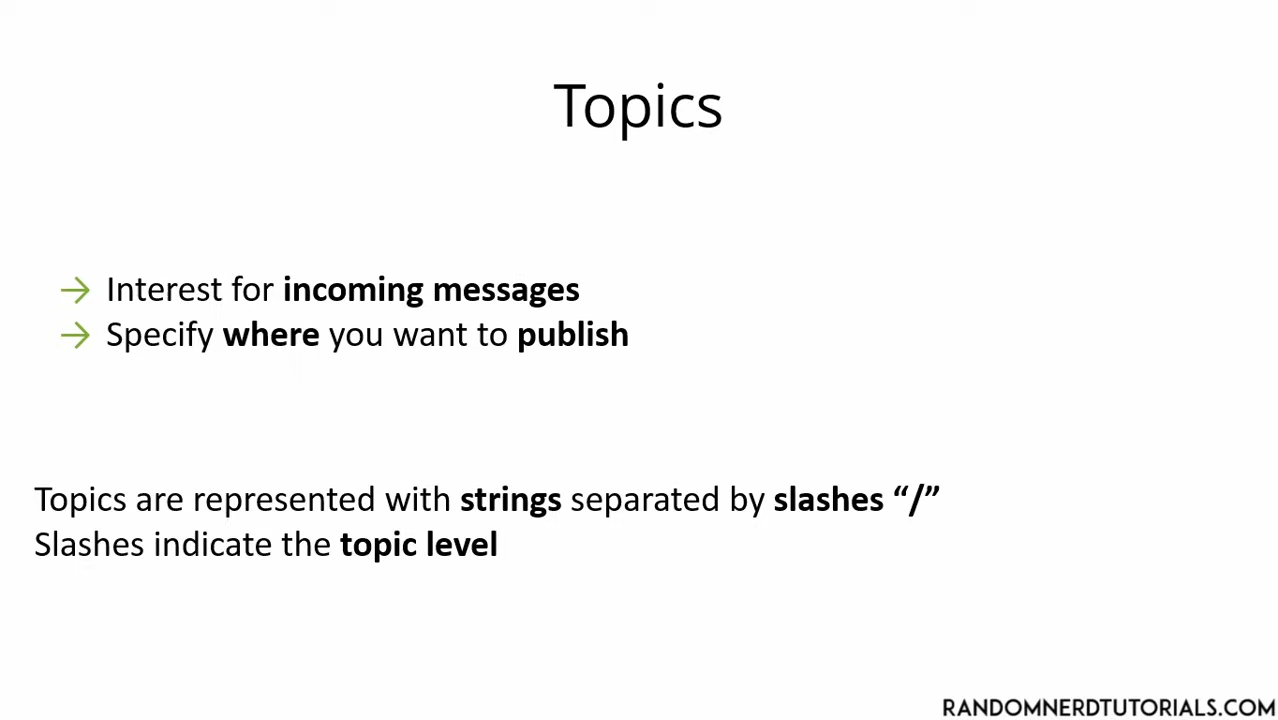 Topics
→ Interest for incoming messages
→ Specify where you want to publish
Topics are represented with strings separated by slashes “/”
Slashes indicate the topic level
RANDOMNERDTUTORIALS.COM